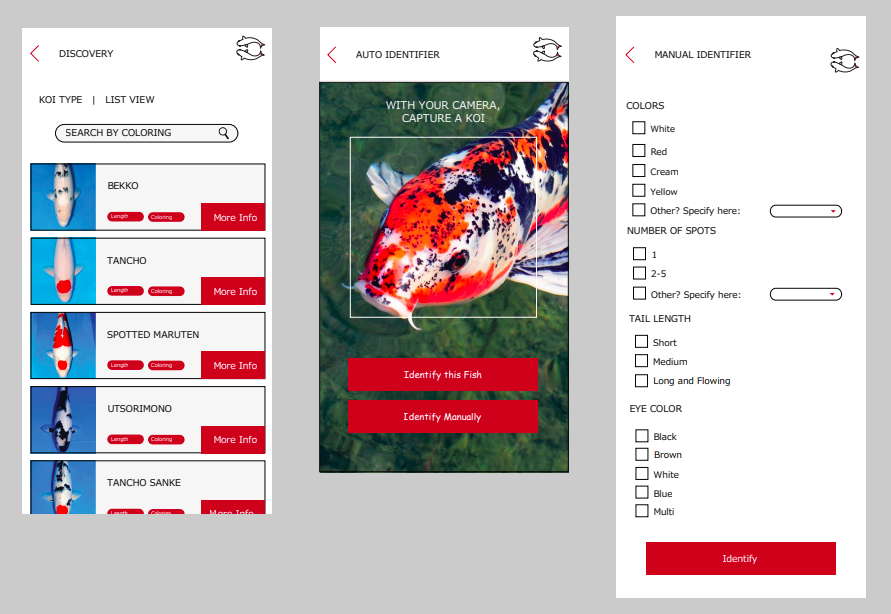 DISCOVERY
KOI TYPE | LIST VIEW
SEARCH BY COLORING
BEKKO
Length Coloring More Info
TANCHO
Length Coloring More Info
SPOTTED MARUTEN
Length Coloring More Info
UTSORIMONO
Length Coloring More Info
TANCHO SANKE
Length Coloring More Info
AUTO IDENTIFIER
WITH YOUR CAMERA,
CAPTURE A KOI
Identify this Fish
Identify Manually
MANUAL IDENTIFIER
COLORS
White
Red
Cream
Yellow
Other? Specify here:
NUMBER OF SPOTS
1
2-5
Other? Specify here:
TAIL LENGTH
Short
Medium
Long and Flowing
EYE COLOR
Black
Brown
White
Blue
Multi
Identify